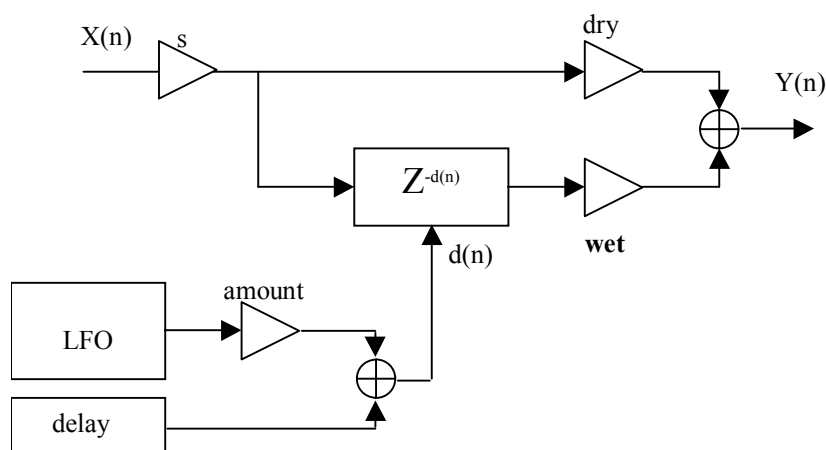 X(n)
s
dry
Y(n)
Z-d(n)
wet
d(n)
amount
LFO
delay